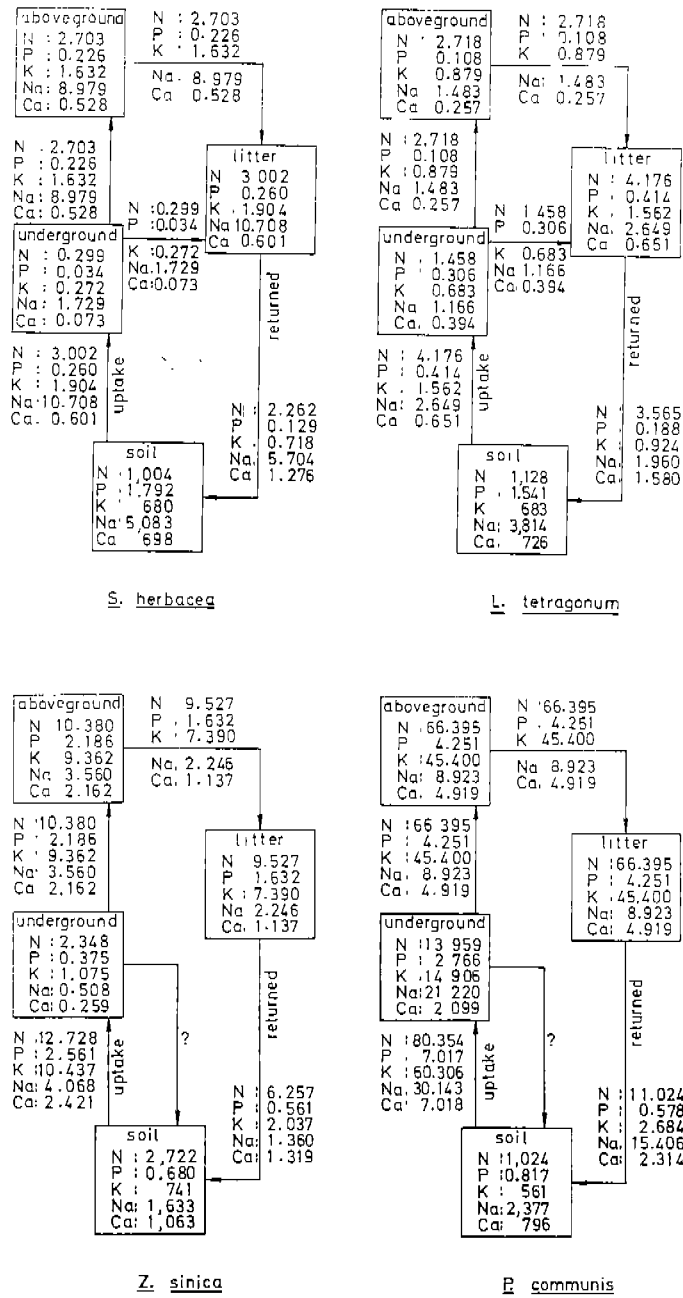 aboveground
N : 2.703
P : 0.226
K : 1.632
Na: 8.979
Ca: 0.528
N : 2.703
P : 0.226
K : 1.632
Na. 8.979
Ca : 0.528
N : 2.703
P : 0.226
K : 1.632
Na: 8.979
Ca: 0.528
litter
N 3.002
P 0.260
K . 1.904
Na 10.708
Ca 0.601
N :0.299
P :0.034
K :0.272
Na:1.729
Ca:0.073
underground
N : 0.299
P : 0.034
K : 0.272
Na: 1.729
Ca: 0.073
N : 3.002
P : 0.260
K : 1.904
Na:10.708
Ca. 0.601
uptake
returned
N : 2.262
P : 0.129
K : 0.718
Na. 5.704
Ca : 1.276
soil
N : 1,004
P : 1.792
K : 680
Na: 5,083
Ca 698
S. herbacea
aboveground
N : 2.718
P : 0.108
K : 0.879
Na 1.483
Ca 0.257
N : 2.718
P : 0.108
K 0.879
Na: 1.483
Ca : 0.257
N : 2.718
P : 0.108
K : 0.879
Na 1.483
Ca : 0.257
litter
N : 4.176
P : 0.414
K : 1.562
Na : 2.649
Ca : 0.651
N 1.458
P : 0.306
K 0.683
Na 1.166
Ca 0.394
underground
N : 1.458
P : 0.306
K : 0.683
Na 1.166
Ca. 0.394
N : 4.176
P : 0.414
K . 1.562
Na: 2.649
Ca : 0.651
uptake
returned
N : 3.565
P : 0.188
K : 0.924
Na. 1.960
Ca : 1.580
soil
N 1,128
P . 1.541
K 683
Na: 3,814
Ca. 726
L. tetragonum
aboveground
N 10.380
P 2.186
K 9.362
Na 3.560
Ca 2.162
N 9.527
P . 1.632
K : 7.390
Na. 2.246
Ca. 1.137
N :10.380
P : 2.186
K : 9.362
Na: 3.560
Ca 2.162
litter
N : 9.527
P 1.632
K : 7.390
Na 2.246
Ca : 1.137
underground
N : 2.348
P : 0.375
K : 1.075
Na: 0.508
Ca: 0.259
N :12.728
P : 2.561
K :10.437
Na: 4.068
Ca: 2.421
uptake
?
returned
N : 6.257
P : 0.561
K : 2.037
Na: 1.360
Ca: 1.319
soil
N : 2,722
P : 0.680
K : 741
Na: 1,633
Ca: 1,063
Z. sinica
aboveground
N :66.395
P . 4.251
K :45.400
Na: 8.923
Ca. 4.919
N :66.395
P . 4.251
K 45.400
Na 8.923
Ca : 4.919
N :66 395
P : 4.251
K :45.400
Na : 8.923
Ca : 4.919
litter
N :66.395
P : 4.251
K :45.400
Na: 8.923
Ca : 4.919
underground
N :13 959
P : 2 766
K :14 906
Na:21 220
Ca : 2 099
N :80.354
P . 7.017
K :60.306
Na. 30.143
Ca : 7.018
uptake
?
returned
N :11.024
P : 0.578
K : 2.684
Na. 15.406
Ca : 2.314
soil
N :1,024
P :0.817
K : 561
Na:2,377
Ca : 796
P. communis